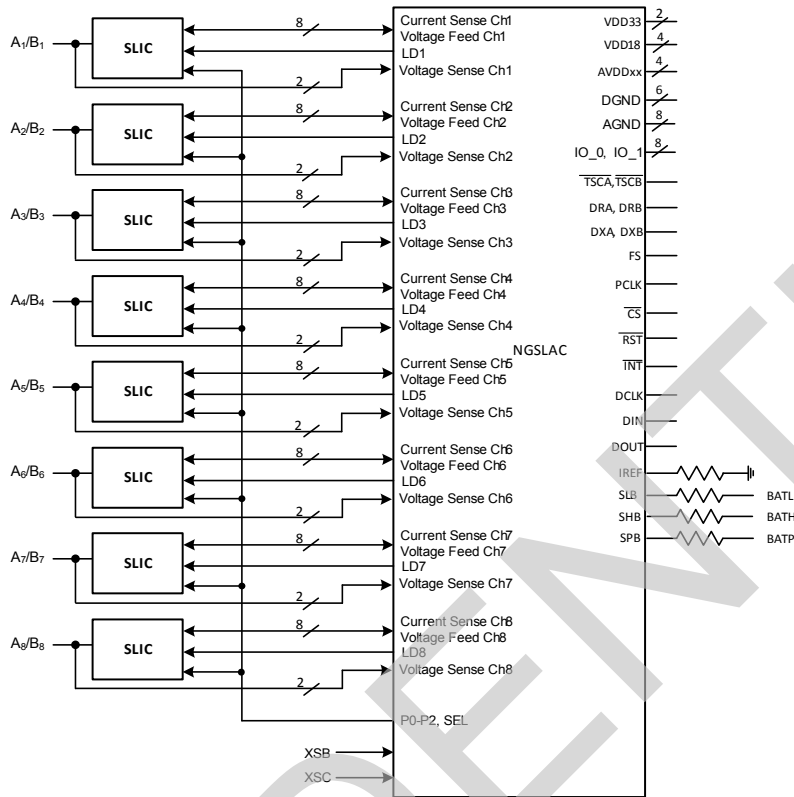 A1/B1
SLIC
8
2
Current Sense Ch1
Voltage Feed Ch1
LD1
Voltage Sense Ch1
A2/B2
SLIC
8
2
Current Sense Ch2
Voltage Feed Ch2
LD2
Voltage Sense Ch2
A3/B3
SLIC
8
2
Current Sense Ch3
Voltage Feed Ch3
LD3
Voltage Sense Ch3
A4/B4
SLIC
8
2
Current Sense Ch4
Voltage Feed Ch4
LD4
Voltage Sense Ch4
A5/B5
SLIC
8
2
Current Sense Ch5
Voltage Feed Ch5
LD5
Voltage Sense Ch5
A6/B6
SLIC
8
2
Current Sense Ch6
Voltage Feed Ch6
LD6
Voltage Sense Ch6
A7/B7
SLIC
8
2
Current Sense Ch7
Voltage Feed Ch7
LD7
Voltage Sense Ch7
A8/B8
SLIC
8
2
Current Sense Ch8
Voltage Feed Ch8
LD8
Voltage Sense Ch8
P0-P2, SEL
XSB
XSC
NGSLAC
VDD33 2
VDD18 4
AVDDxx 4
DGND 6
AGND 8
IO_0, IO_1 8
TSCA, TSCB
DRA, DRB
DXA, DXB
FS
PCLK
CS
RST
INT
DCLK
DIN
DOUT
IREF
SLB BATL
SHB BATH
SPB BATP